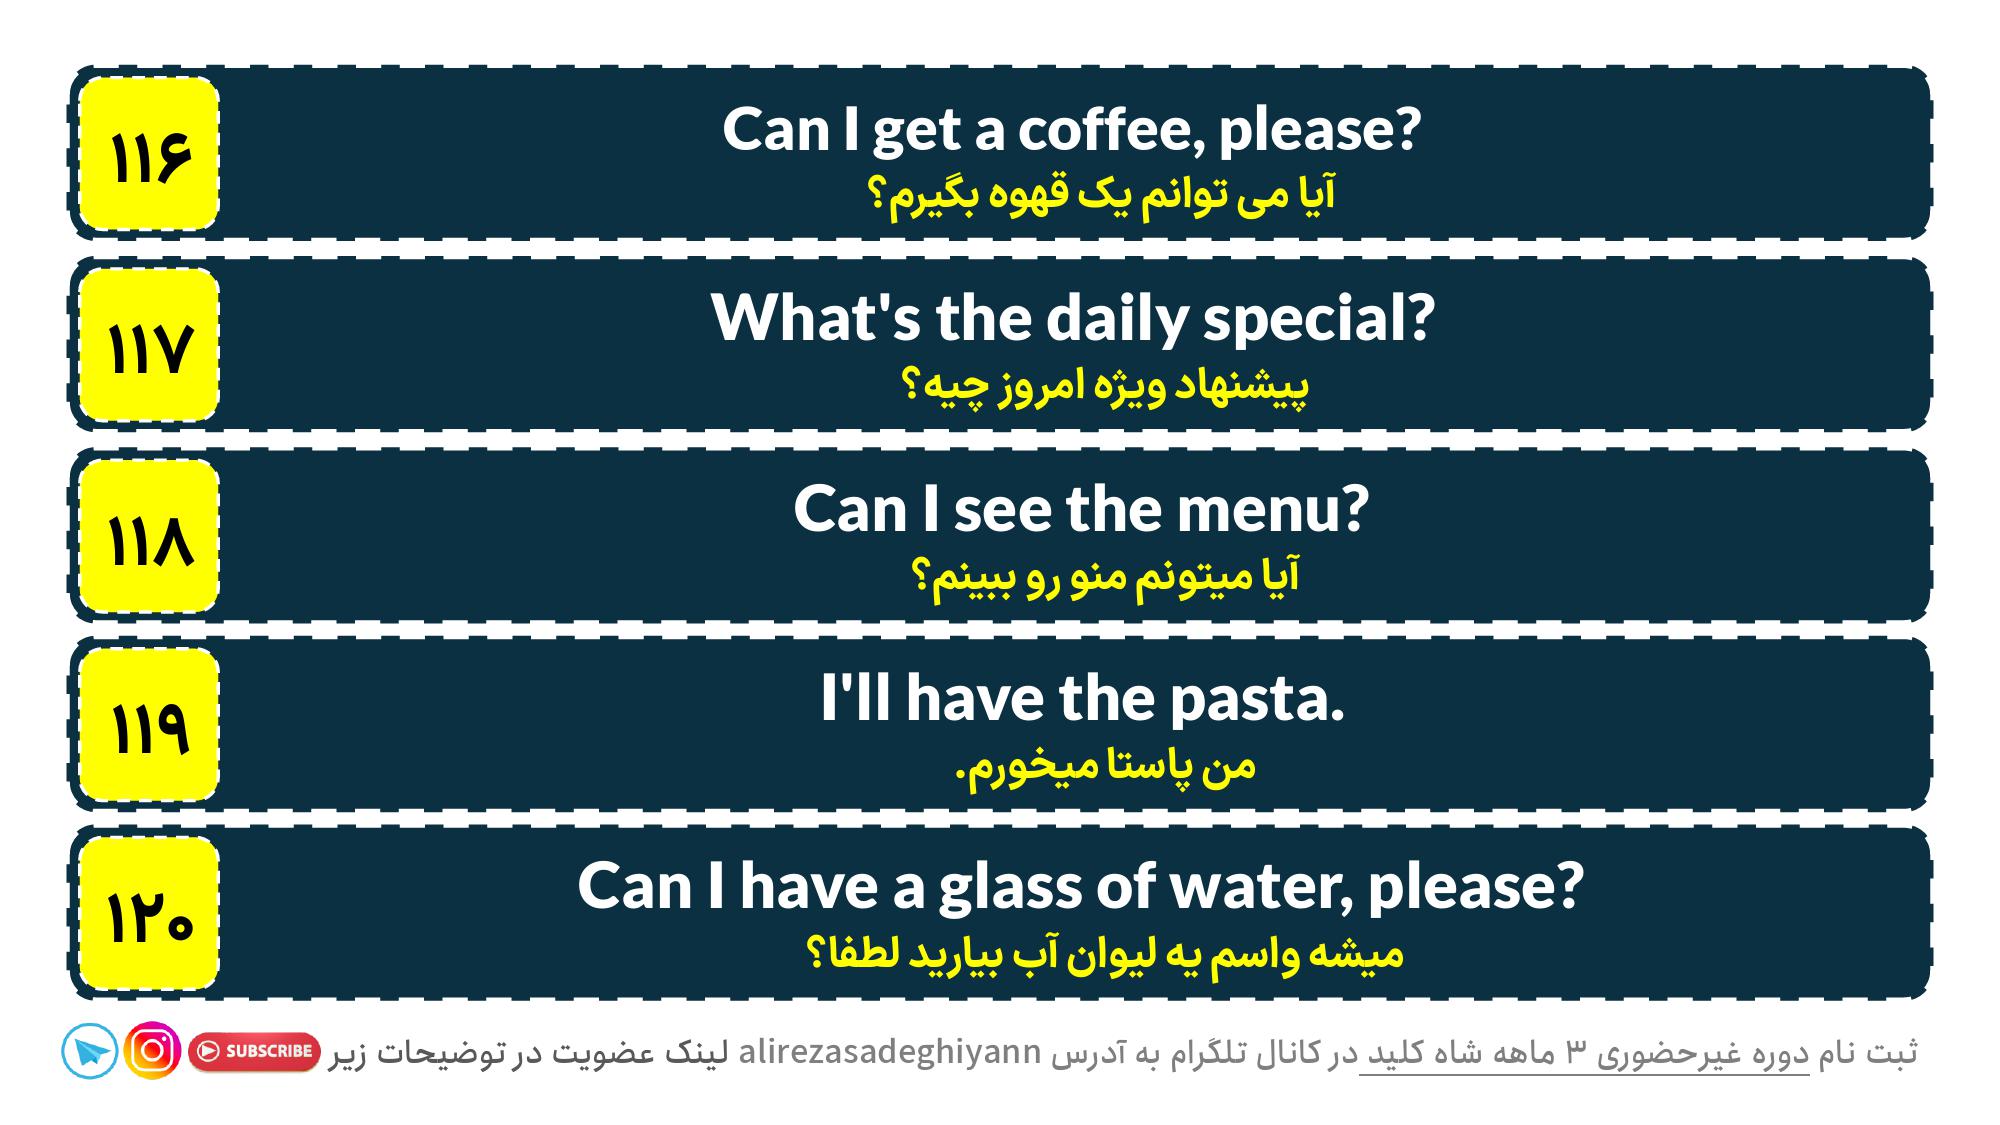 ۱۱۶
Can I get a coffee, please?
آیا می توانم یک قهوه بگیرم؟
۱۱۷
What's the daily special?
پیشنهاد ویژه امروز چیه؟
۱۱۸
Can I see the menu?
آیا میتونم منو رو ببینم؟
۱۱۹
I'll have the pasta.
من پاستا میخورم.
۱۲۰
Can I have a glass of water, please?
میشه واسم یه لیوان آب بیارید لطفا؟
ثبت نام دوره غیرحضوری ۳ ماهه شاه کلید در کانال تلگرام به آدرس alirezasadeghiyann لینک عضویت در توضیحات زیر
SUBSCRIBE